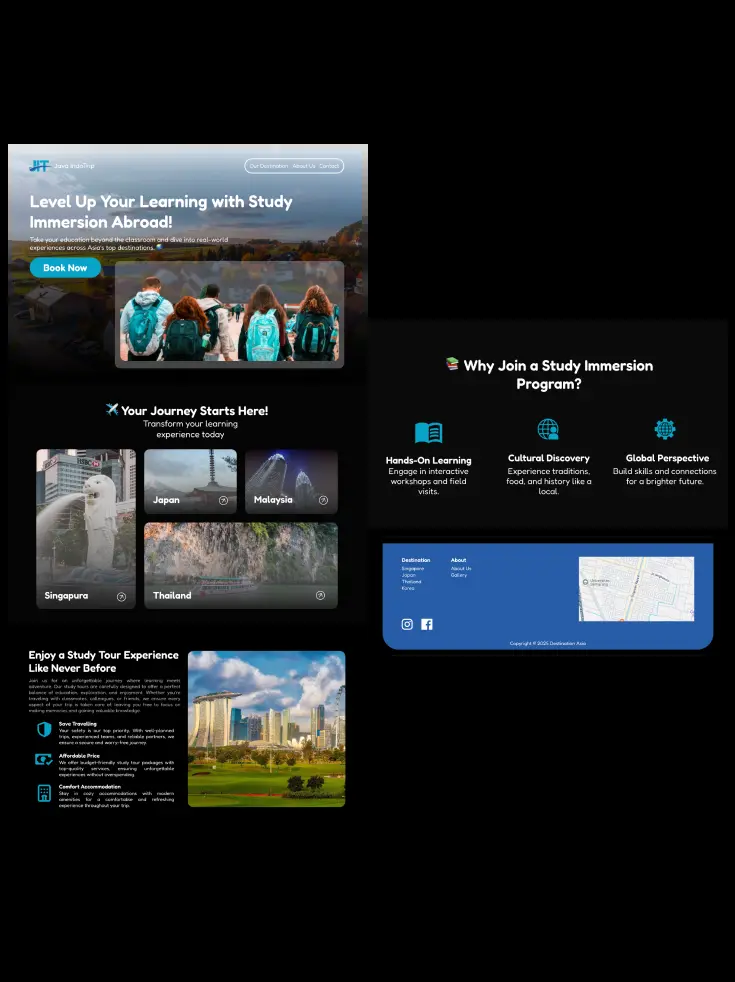 JIT Java IndoTrip
Our Destination About Us Contact
Level Up Your Learning with Study
Immersion Abroad!
Take your education beyond the classroom and dive into real-world
experiences across Asia's top destinations. 🌏
Book Now
✈️ Your Journey Starts Here!
Transform your learning
experience today
Japan
Malaysia
Singapura
Thailand
Enjoy a Study Tour Experience
Like Never Before
Join us for an unforgettable journey where learning meets
adventure. Our study tours are carefully designed to offer a perfect
balance of education, exploration, and enjoyment. Whether you're
traveling with classmates, colleagues, or friends, we ensure every
aspect of your trip is taken care of leaving you free to focus on
making memories and gaining valuable knowledge.
Save Travelling
Your safety is our top priority. With well-planned
trips, experienced teams, and reliable partners, we
ensure a secure and worry-free journey.
Affordable Price
We offer budget-friendly study tour packages with
top-quality services, ensuring unforgettable
experiences without overspending.
Comfort Accommodation
Stay in cozy accommodations with modern
amenities for a comfortable and refreshing
experience throughout your trip.
📚 Why Join a Study Immersion
Program?
Hands-On Learning
Engage in interactive
workshops and field
visits.
Cultural Discovery
Experience traditions,
food, and history like a
local.
Global Perspective
Build skills and connections
for a brighter future.
Destination
Singapore
Japan
Thailand
Korea
About
About Us
Gallery
Universitas
Semarang
Copyright © 2025 Destination Asia